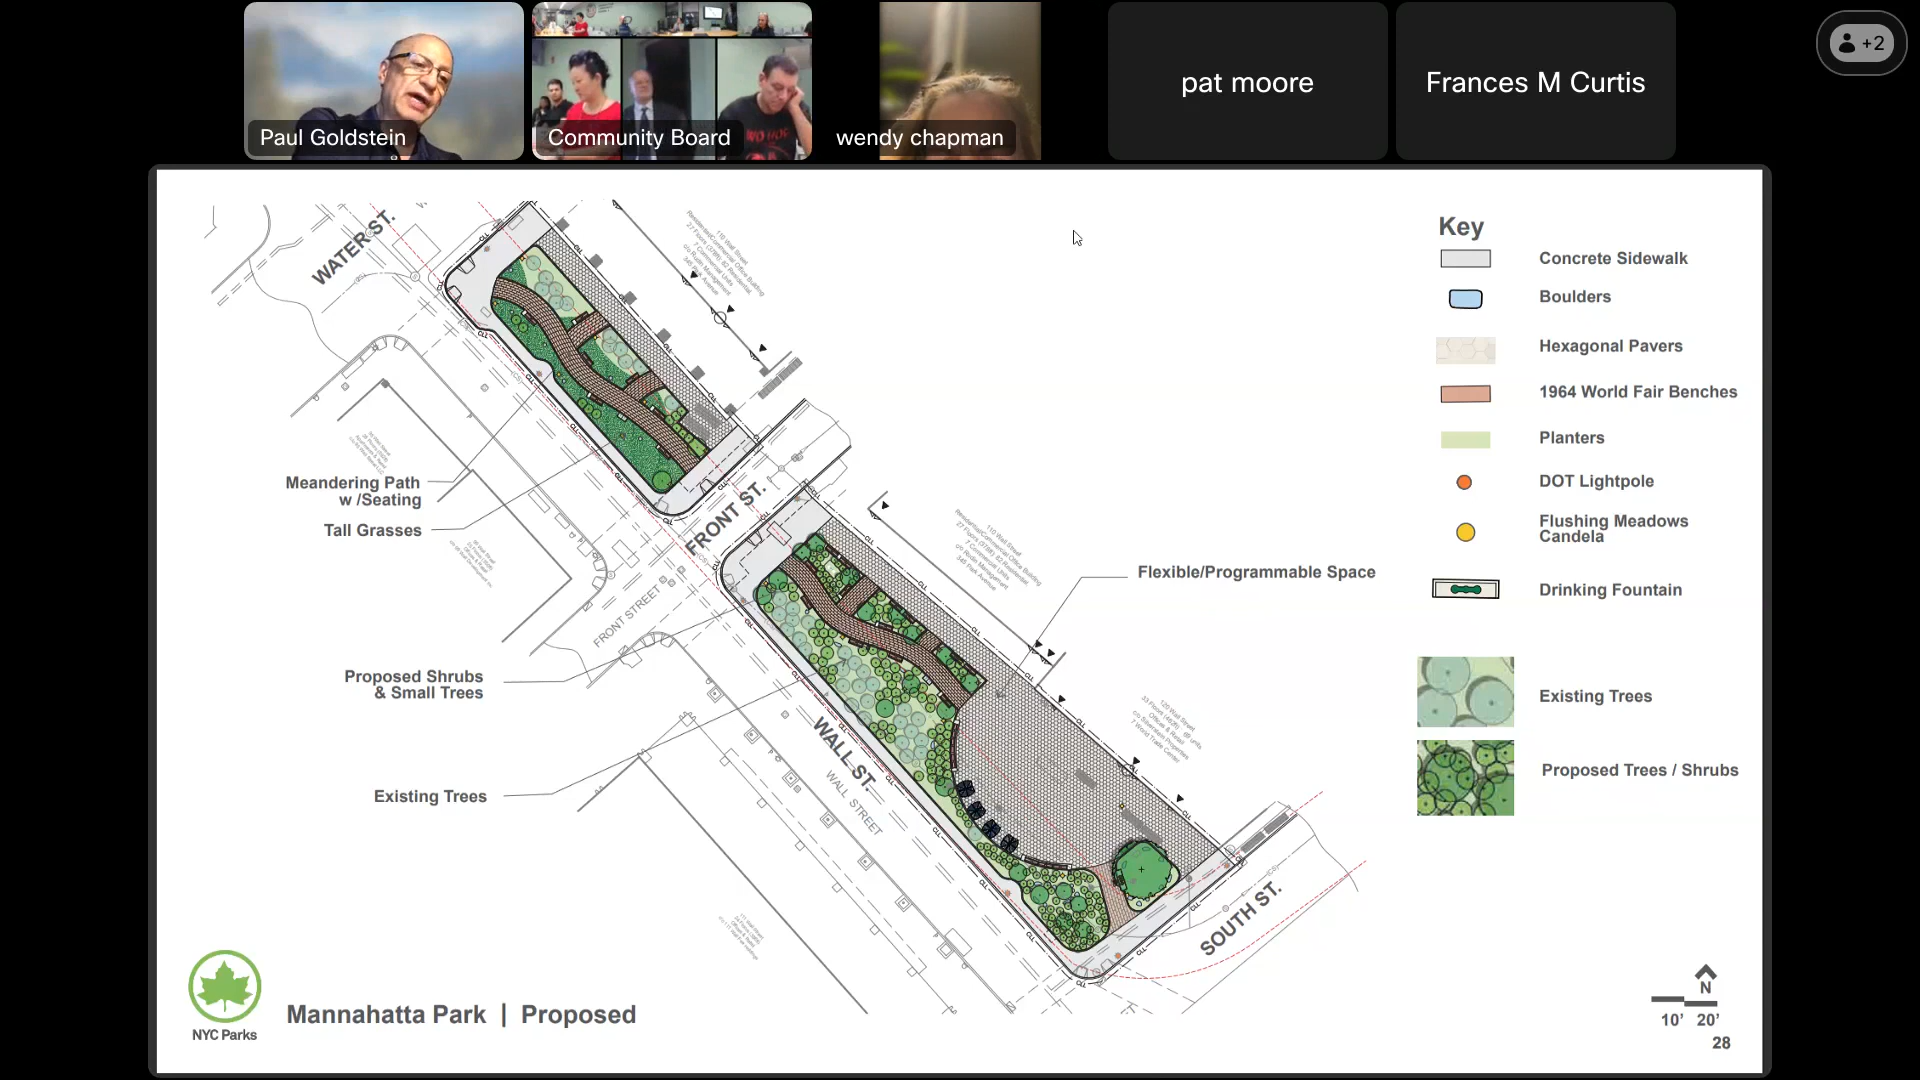 +2
Paul Goldstein
Community Board
wendy chapman
pat moore
Frances M Curtis
WATER ST.
Key
Concrete Sidewalk
Boulders
Hexagonal Pavers
1964 World Fair Benches
Planters
DOT Lightpole
Flushing Meadows
Candela
Drinking Fountain
Existing Trees
Proposed Trees / Shrubs
Meandering Path
w /Seating
Tall Grasses
FRONT ST.
FRONT STREET
Flexible/Programmable Space
Proposed Shrubs
& Small Trees
Existing Trees
WALL ST.
WALL STREET
SOUTH ST.
NYC Parks
Mannahatta Park | Proposed
N
10’ 20’
28